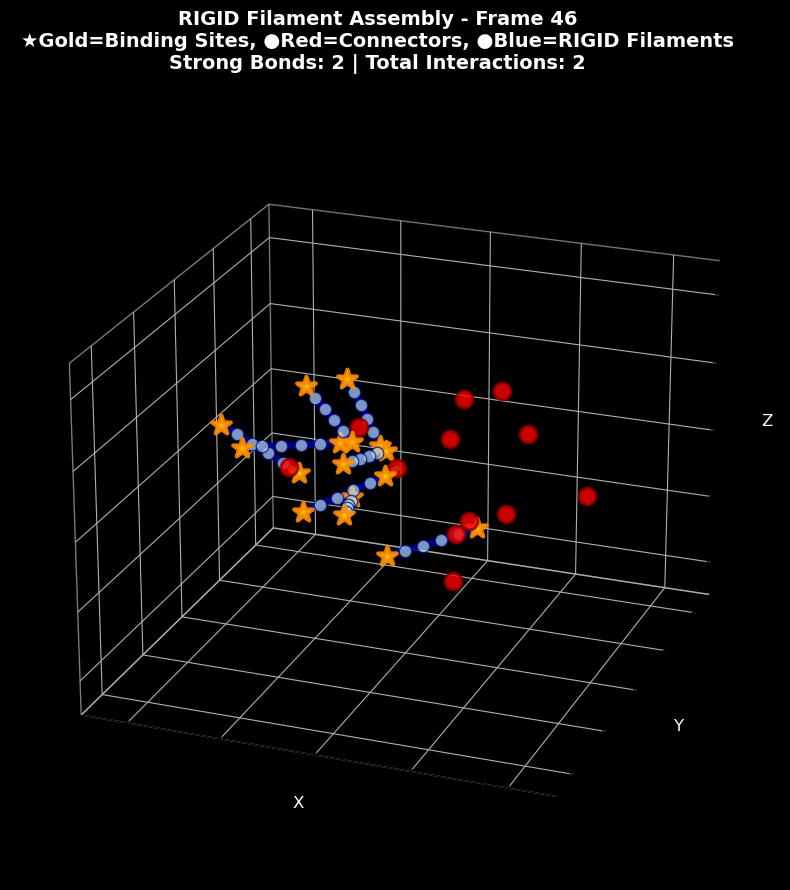 RIGID Filament Assembly - Frame 46
★Gold=Binding Sites, ●Red=Connectors, ●Blue=RIGID Filaments
Strong Bonds: 2 | Total Interactions: 2
Z
Y
X